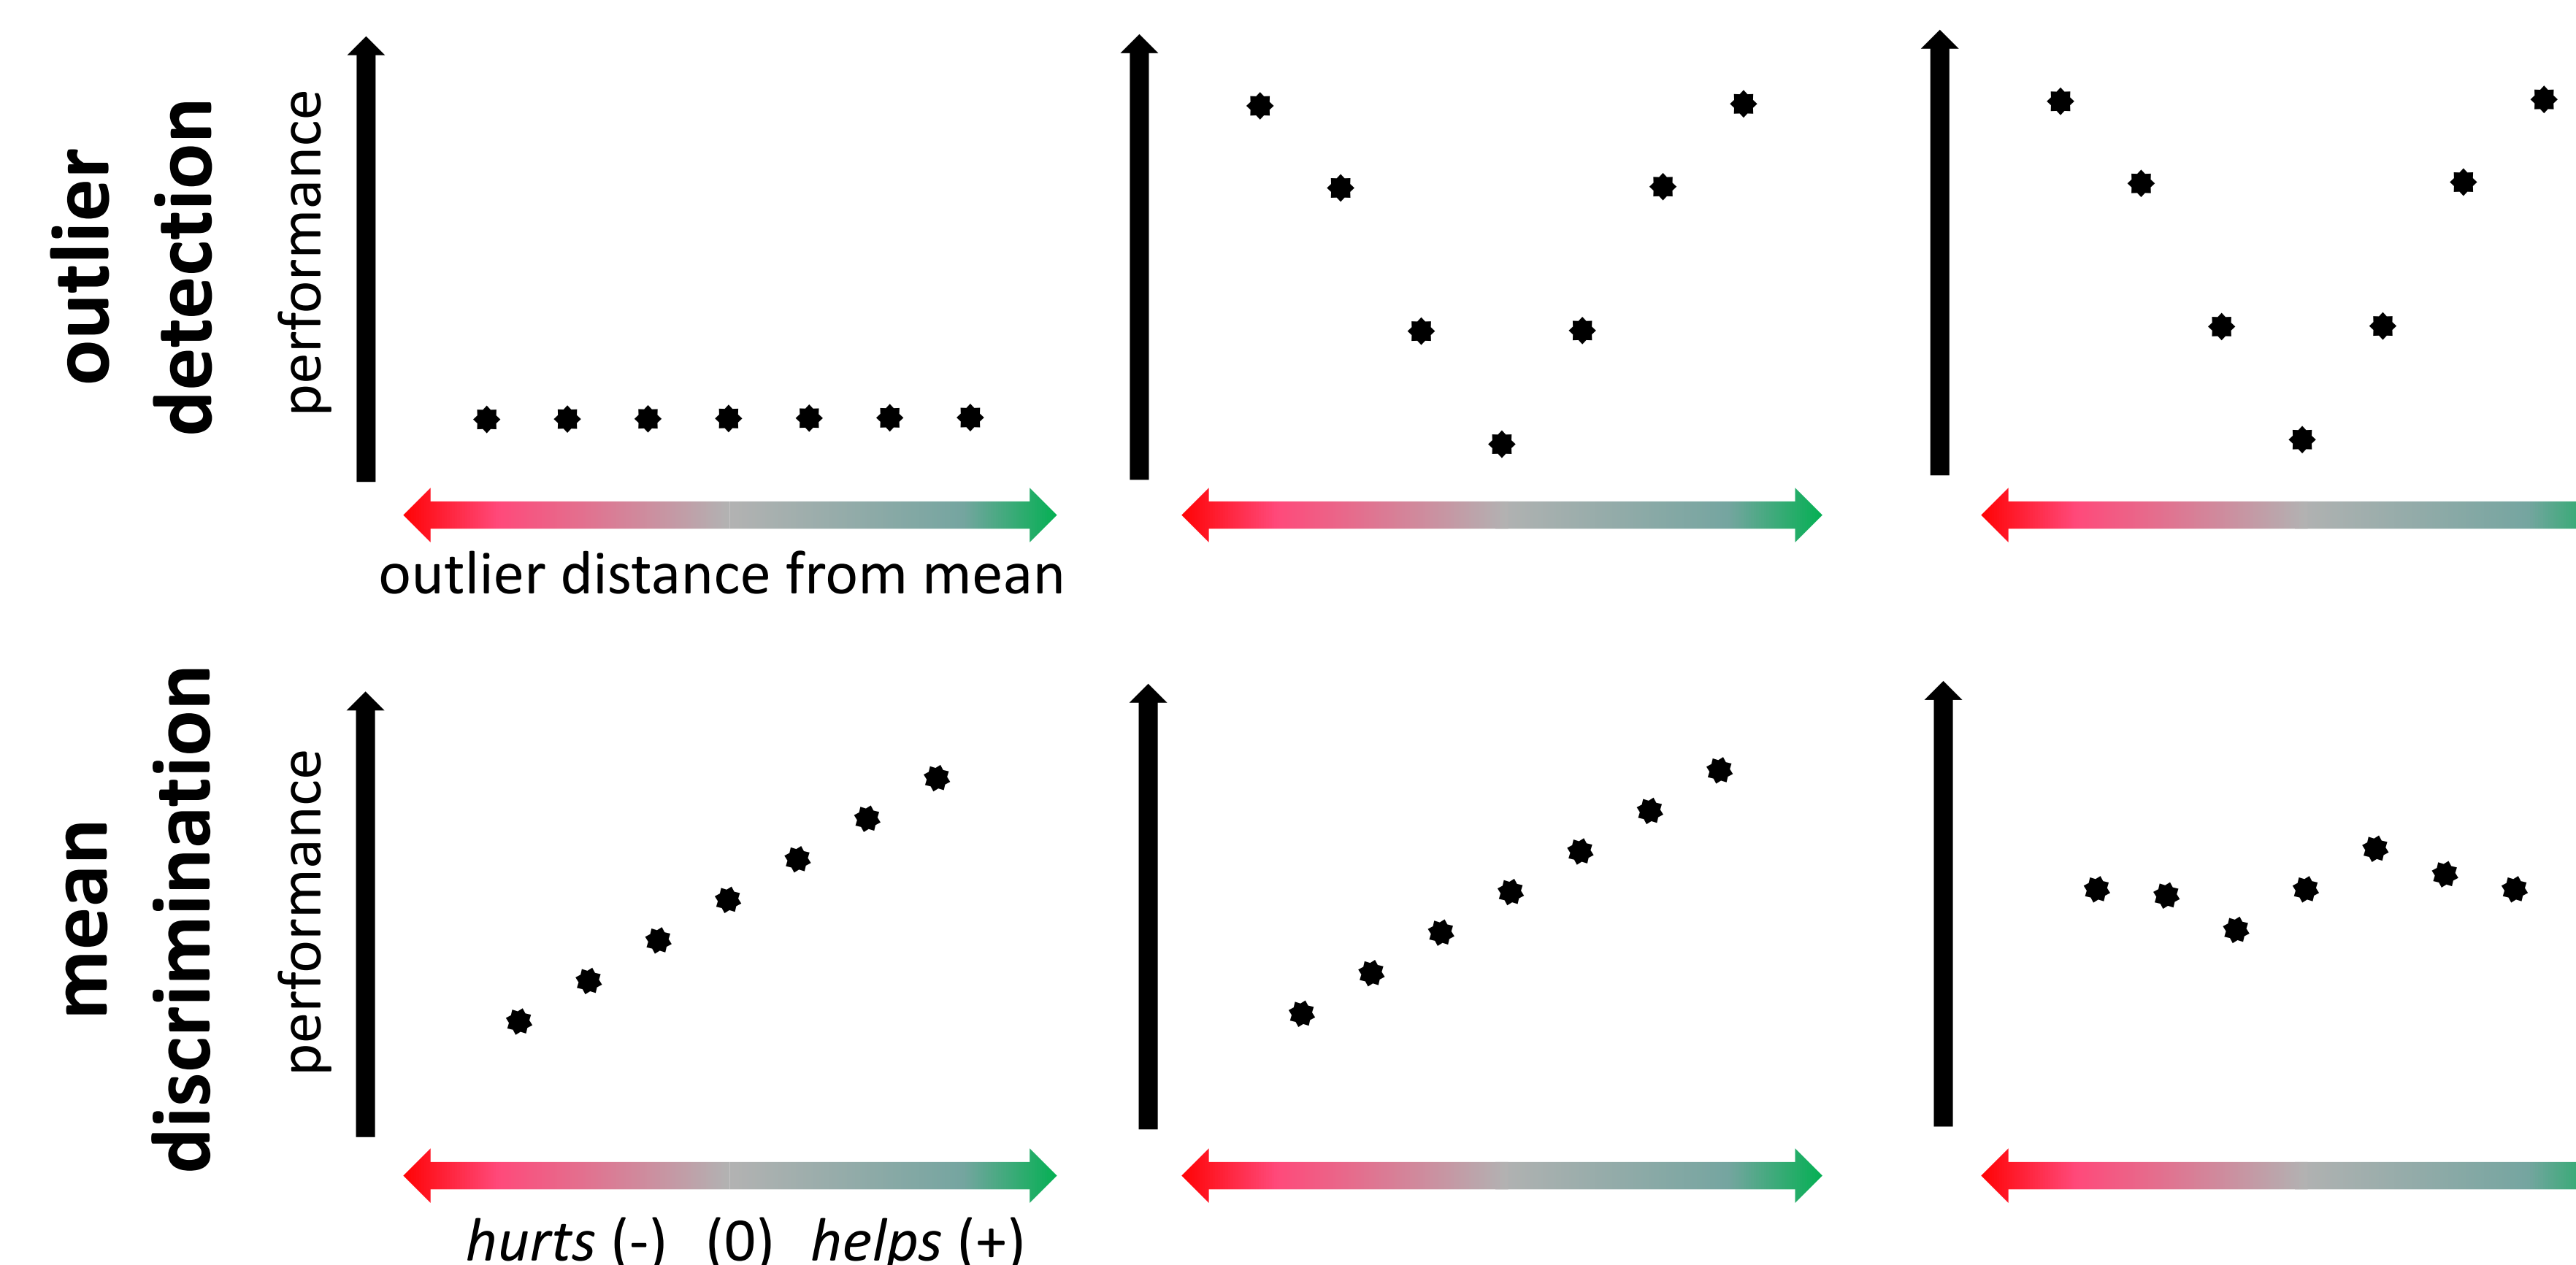 outlier
detection
performance
outlier distance from mean
mean
discrimination
performance
hurts (-) (0) helps (+)